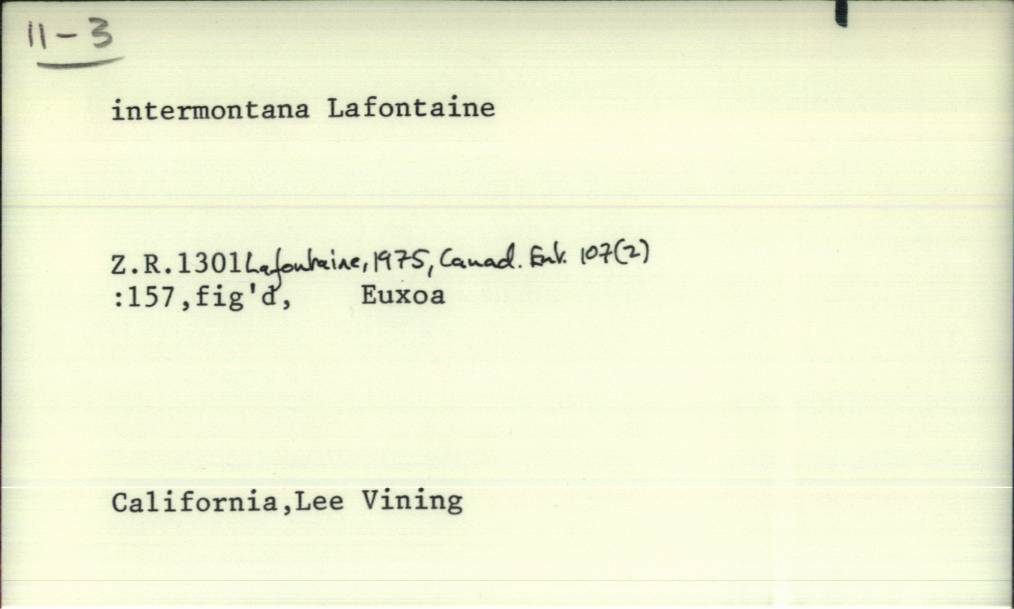 11-3
intermontana Lafontaine
Z.R.1301 Lafontaine, 1975, Canad. Ent. 107(2)
:157,fig'd, Euxoa
California,Lee Vining